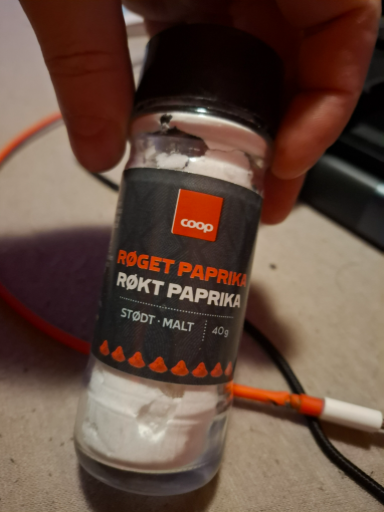 coop
RØGET PAPRIKA
RØKT PAPRIKA
STØDT · MALT
40g